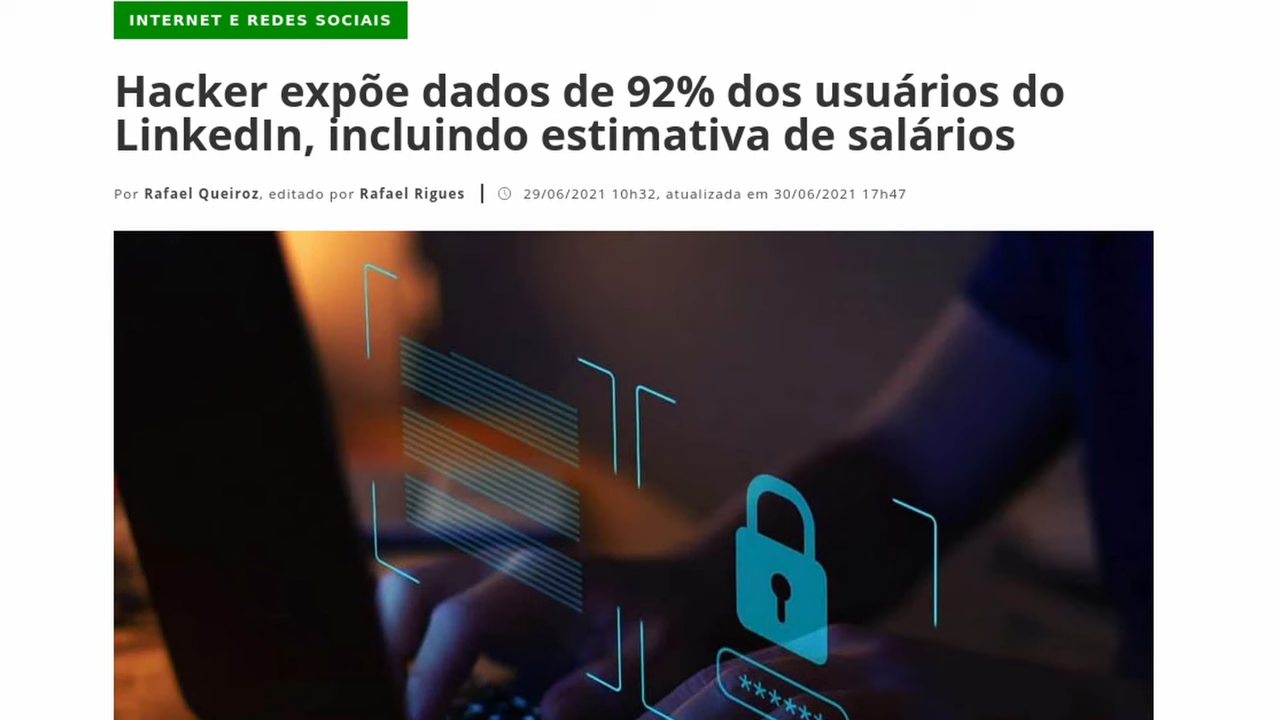 INTERNET E REDES SOCIAIS
Hacker expõe dados de 92% dos usuários do
LinkedIn, incluindo estimativa de salários
Por Rafael Queiroz, editado por Rafael Rigues | 29/06/2021 10h32, atualizada em 30/06/2021 17h47
******